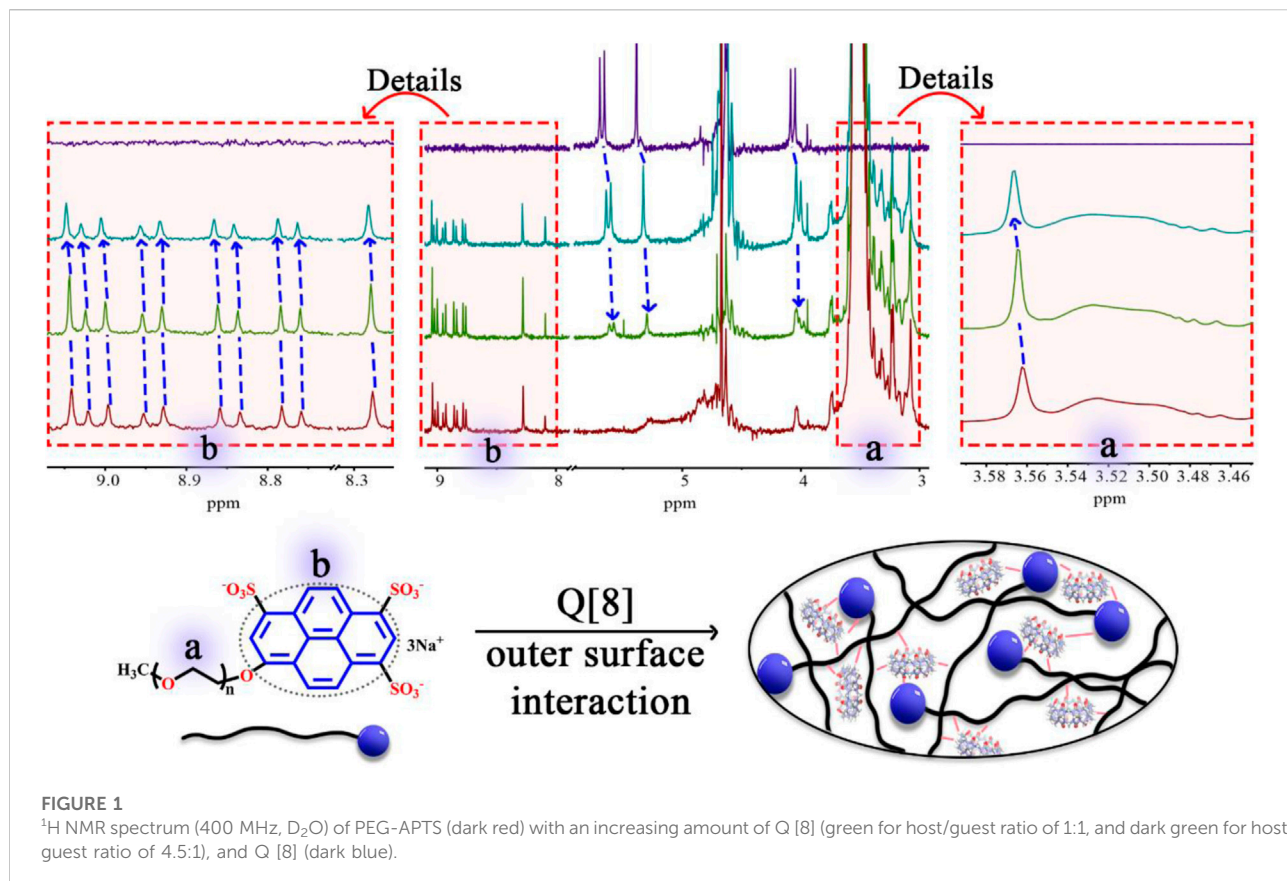 Details
Details
b
b
a
a
9.0
8.9
8.8
8.3
ppm
9
8
5
4
3
ppm
3.58
3.56
3.54
3.52
3.50
3.48
3.46
ppm
b
⁻O₃S
SO₃⁻
a
3Na⁺
H₃C
O
n
O
SO₃⁻
Q[8]
outer surface
interaction
FIGURE 1
¹H NMR spectrum (400 MHz, D₂O) of PEG-APTS (dark red) with an increasing amount of Q [8] (green for host/guest ratio of 1:1, and dark green for host
guest ratio of 4.5:1), and Q [8] (dark blue).